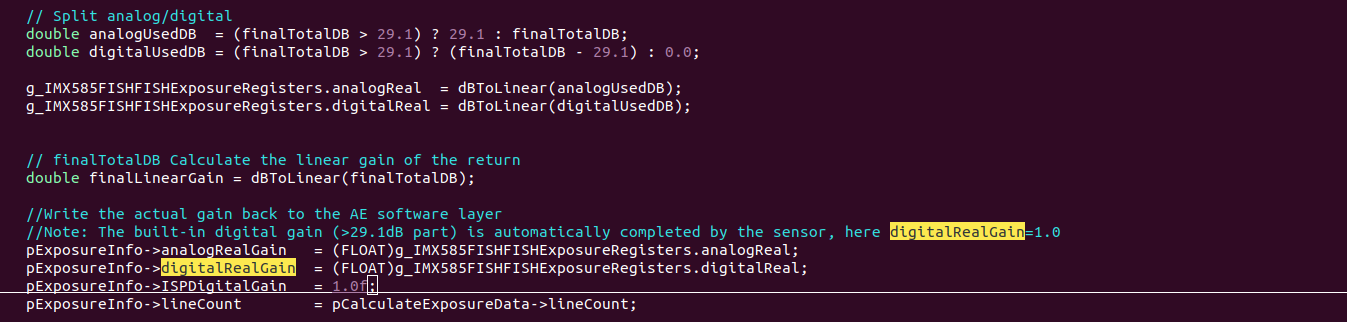 // Split analog/digital
double analogUsedDB  = (finalTotalDB > 29.1) ? 29.1 : finalTotalDB;
double digitalUsedDB = (finalTotalDB > 29.1) ? (finalTotalDB - 29.1) : 0.0;
g_IMX585FISHFISHExposureRegisters.analogReal  = dBToLinear(analogUsedDB);
g_IMX585FISHFISHExposureRegisters.digitalReal = dBToLinear(digitalUsedDB);
// finalTotalDB Calculate the linear gain of the return
double finalLinearGain = dBToLinear(finalTotalDB);
//Write the actual gain back to the AE software layer
//Note: The built-in digital gain (>29.1dB part) is automatically completed by the sensor, here digitalRealGain=1.0
pExposureInfo->analogRealGain   = (FLOAT)g_IMX585FISHFISHExposureRegisters.analogReal;
pExposureInfo->digitalRealGain  = (FLOAT)g_IMX585FISHFISHExposureRegisters.digitalReal;
pExposureInfo->ISPDigitalGain   = 1.0f;
pExposureInfo->lineCount        = pCalculateExposureData->lineCount;